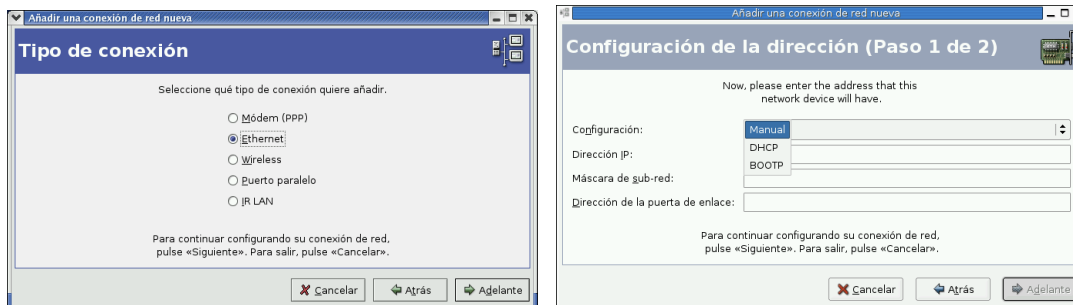 Añadir una conexión de red nueva
Tipo de conexión
Seleccione qué tipo de conexión quiere añadir.
Módem (PPP)
Ethernet
Wireless
Puerto paralelo
IR LAN
Para continuar configurando su conexión de red,
pulse «Siguiente». Para salir, pulse «Cancelar».
Cancelar
Atrás
Adelante
Añadir una conexión de red nueva
Configuración de la dirección (Paso 1 de 2)
Now, please enter the address that this
network device will have.
Configuración:
Manual
DHCP
BOOTP
Dirección IP:
Máscara de sub-red:
Dirección de la puerta de enlace:
Para continuar configurando su conexión de red,
pulse «Siguiente». Para salir, pulse «Cancelar».
Cancelar
Atrás
Adelante